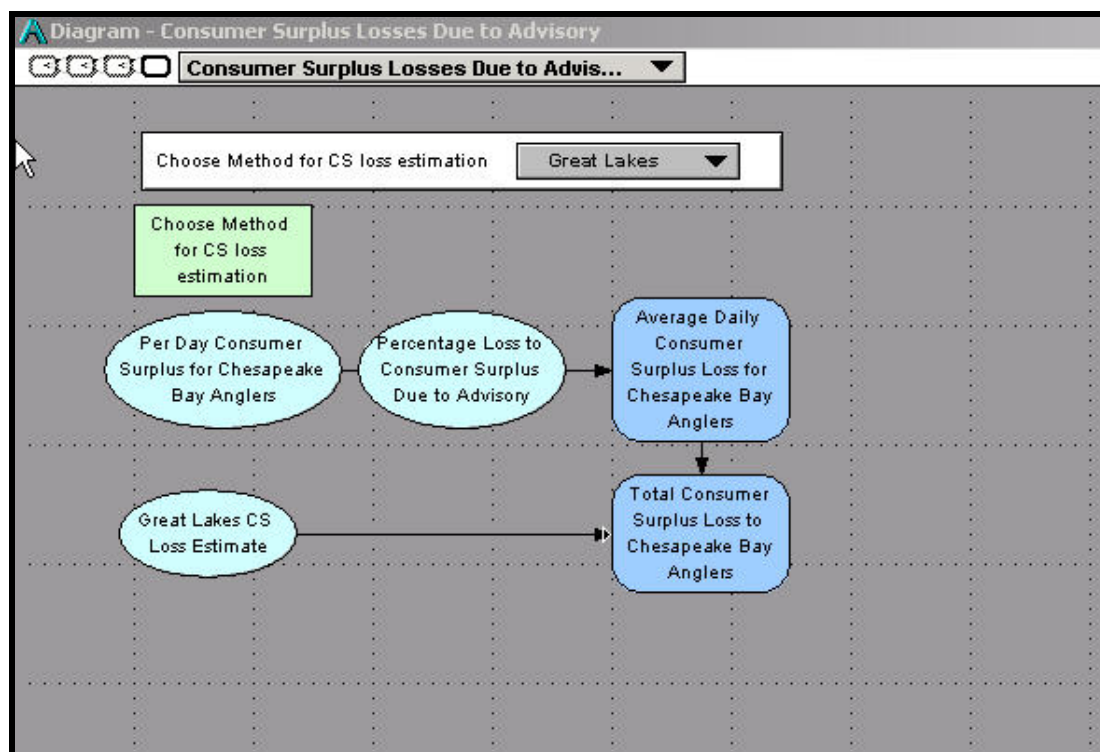 Diagram - Consumer Surplus Losses Due to Advisory
Consumer Surplus Losses Due to Advis...
Choose Method for CS loss estimation Great Lakes
Choose Method
for CS loss
estimation
Per Day Consumer
Surplus for Chesapeake
Bay Anglers
Percentage Loss to
Consumer Surplus
Due to Advisory
Average Daily
Consumer
Surplus Loss for
Chesapeake Bay
Anglers
Great Lakes CS
Loss Estimate
Total Consumer
Surplus Loss to
Chesapeake Bay
Anglers